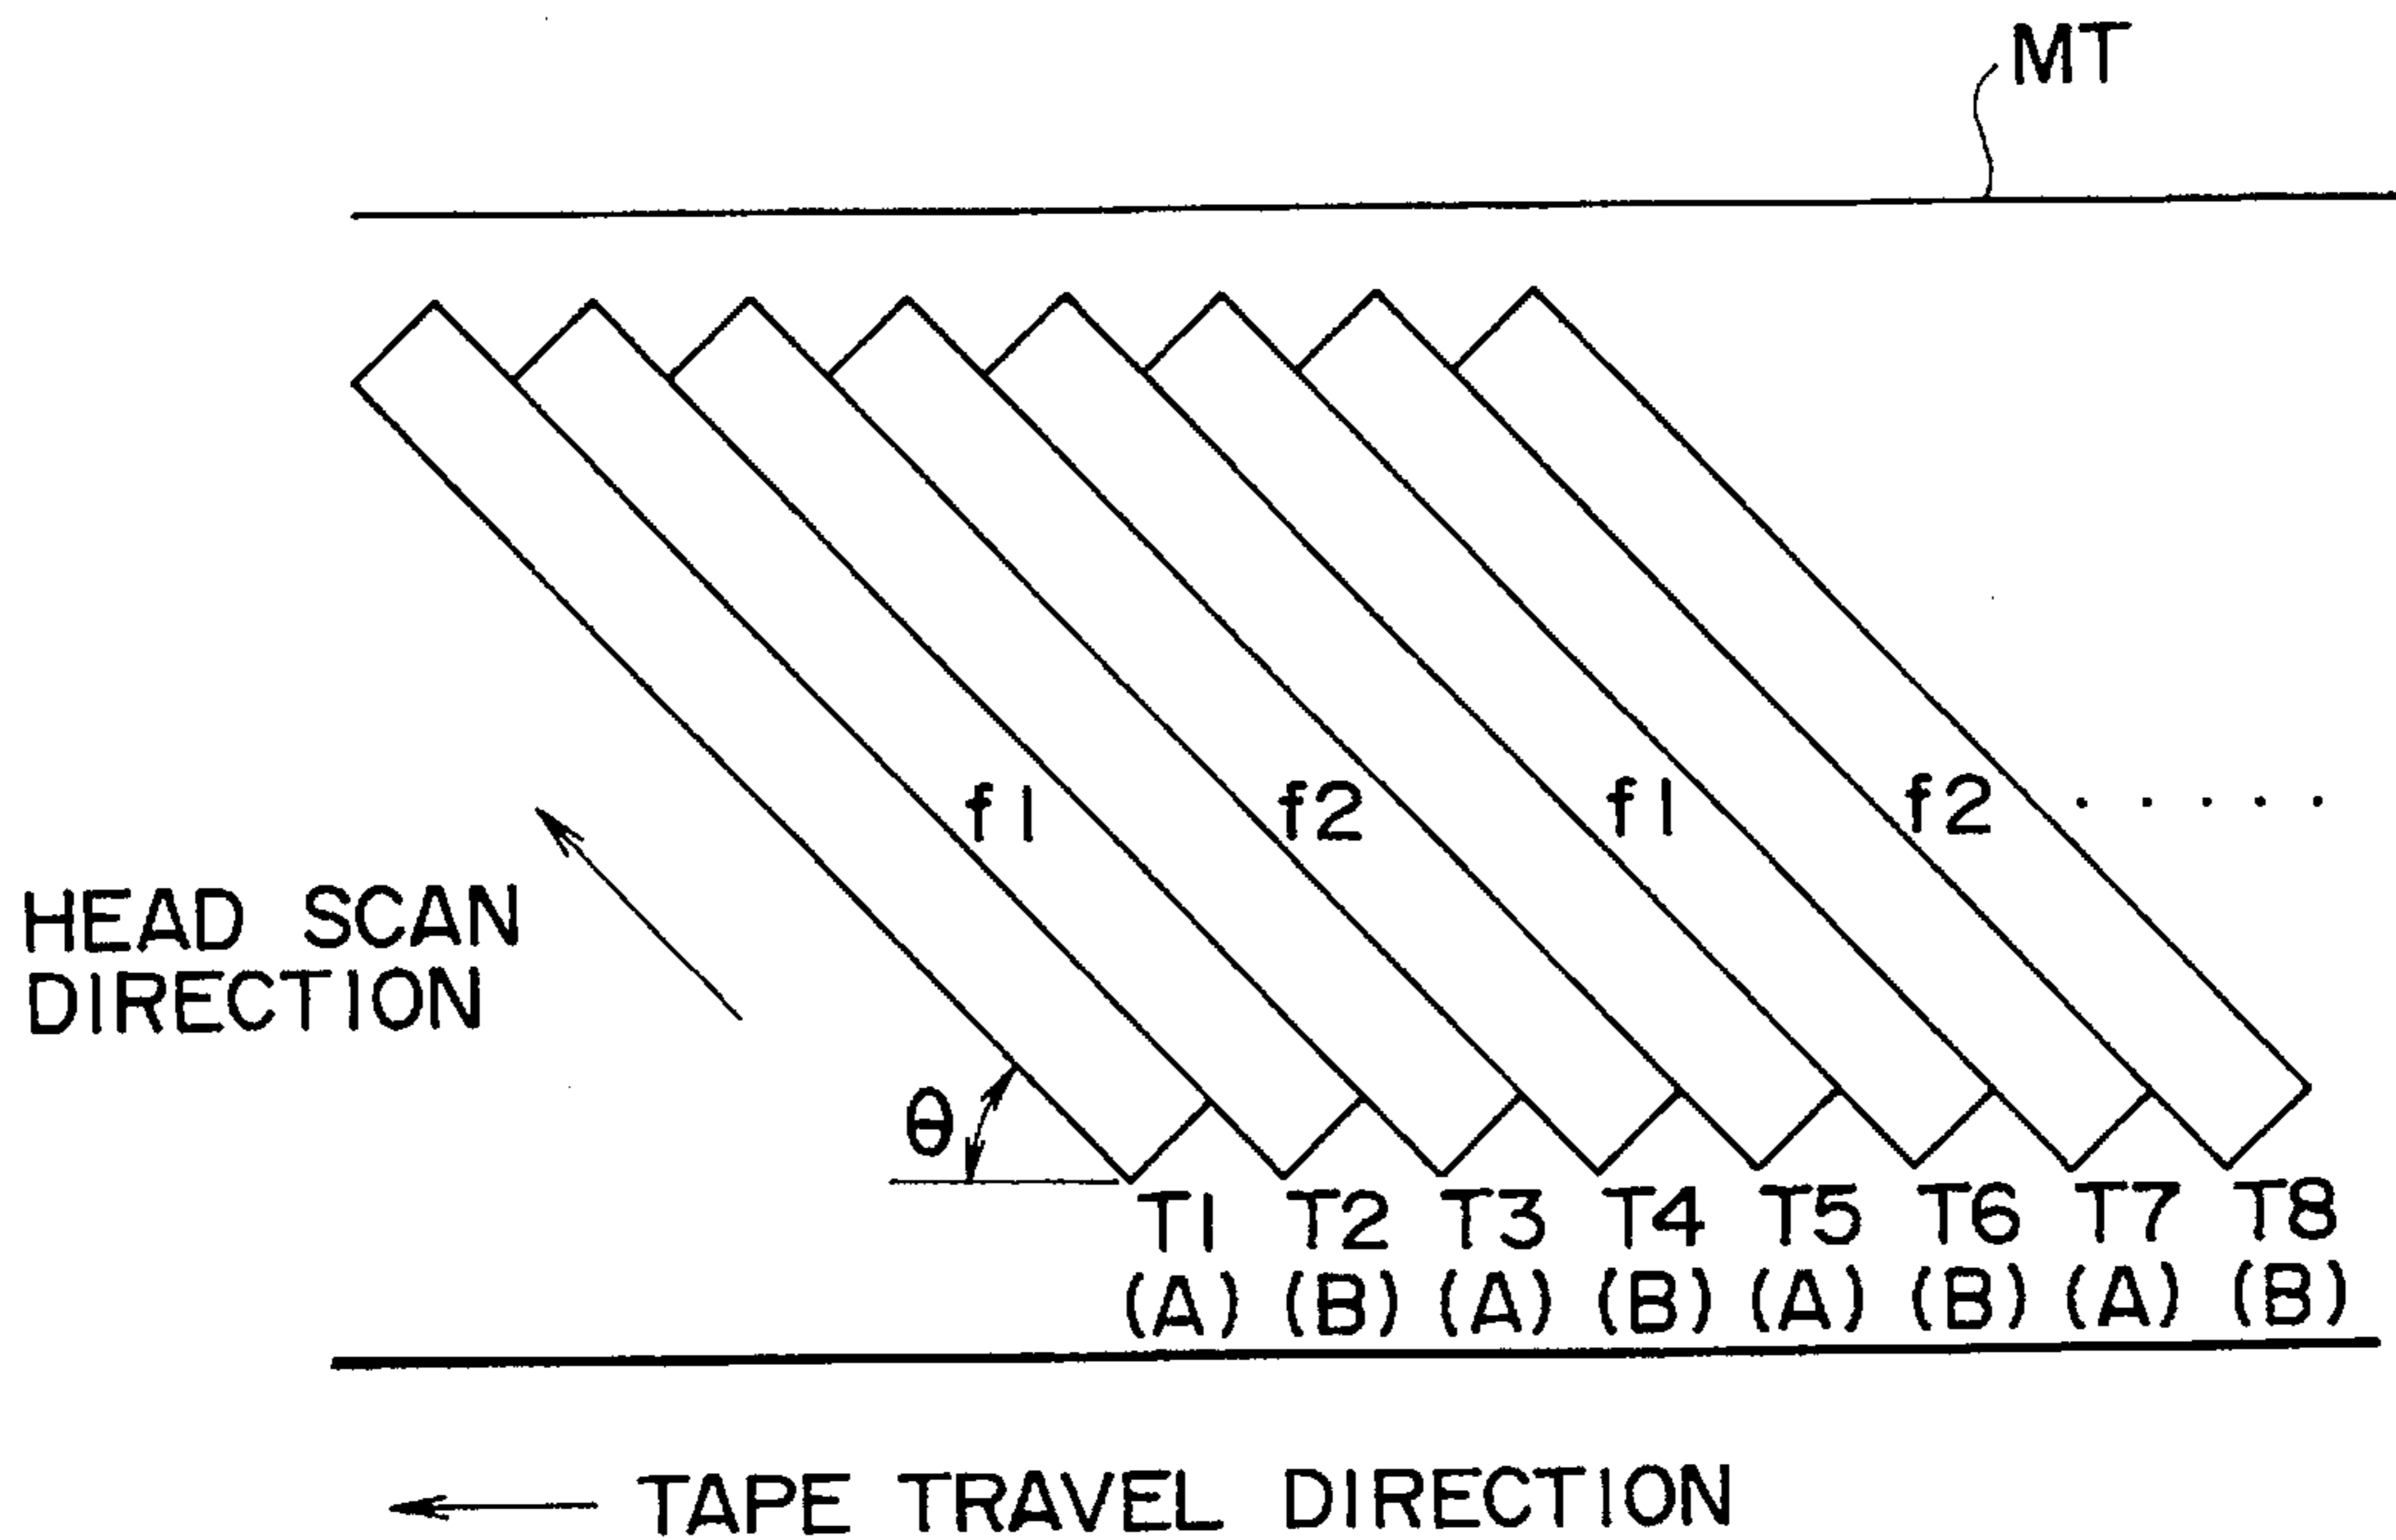 MT
f1 f2 f1 f2 . . . . .
HEAD SCAN
DIRECTION
θ
T1 T2 T3 T4 T5 T6 T7 T8
(A) (B) (A) (B) (A) (B) (A) (B)
TAPE TRAVEL DIRECTION